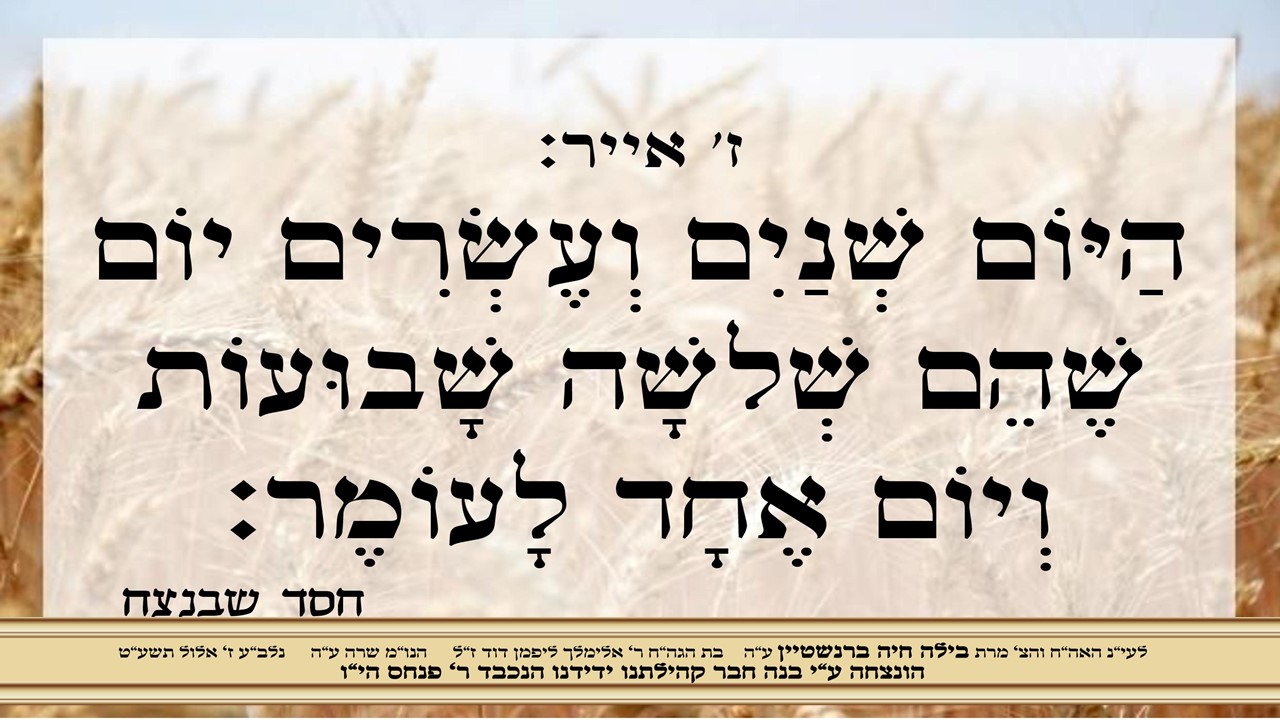 ז׳ אייר:
הַיּוֹם שְׁנַיִם וְעֶשְׂרִים יוֹם
שֶׁהֵם שְׁלשָׁה שָׁבוּעוֹת
וְיוֹם אֶחָד לָעוֹמֶר:
חסד שבנצח
לעי״נ האה״ח והצ׳ מרת בילה חיה ברנשטיין ע״ה בת הגה״ח ר׳ אלימלך ליפמן דוד ז״ל הנו״מ שרה ע״ה נלב״ע ז׳ אלול תשע״ט
הונצחה ע״י בנה חבר קהילתנו ידידנו הנכבד ר׳ פנחס הי״ו